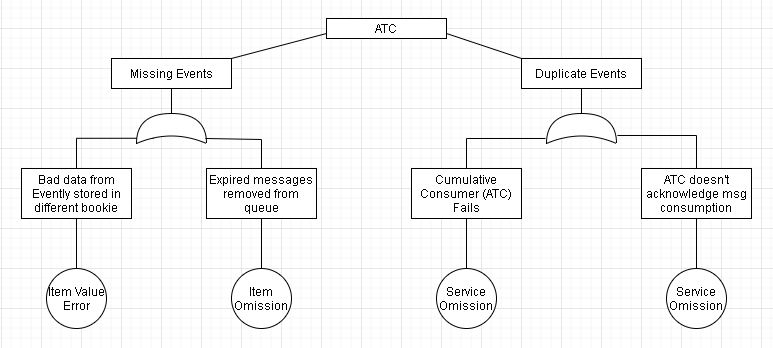 ATC
Missing Events
Duplicate Events
Bad data from
Evently stored in
different bookie
Expired messages
removed from
queue
Cumulative
Consumer (ATC)
Fails
ATC doesn't
acknowledge msg
consumption
Item Value
Error
Item
Omission
Service
Omission
Service
Omission